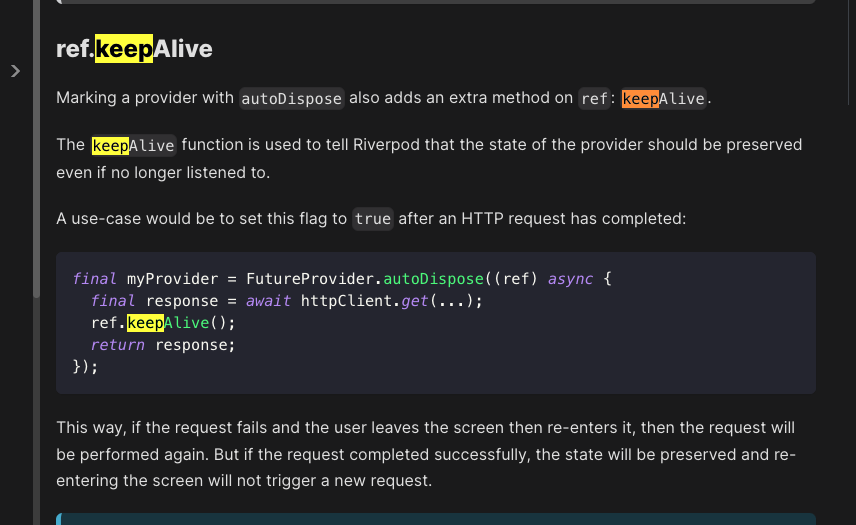 ref.keepAlive
Marking a provider with autoDispose also adds an extra method on ref: keepAlive.
The keepAlive function is used to tell Riverpod that the state of the provider should be preserved
even if no longer listened to.
A use-case would be to set this flag to true after an HTTP request has completed:
final myProvider = FutureProvider.autoDispose((ref) async {
  final response = await httpClient.get(...);
  ref.keepAlive();
  return response;
});
This way, if the request fails and the user leaves the screen then re-enters it, then the request will
be performed again. But if the request completed successfully, the state will be preserved and re-
entering the screen will not trigger a new request.